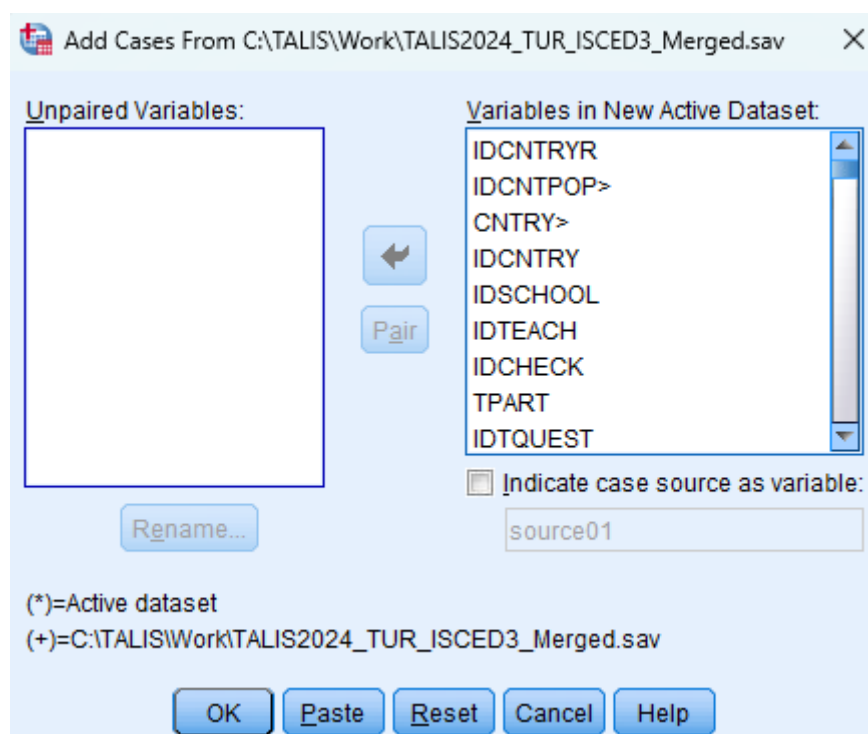 Add Cases From C:\TALIS\Work\TALIS2024_TUR_ISCED3_Merged.sav
Unpaired Variables:
Variables in New Active Dataset:
IDCNTRYR
IDCNTPOP>
CNTRY>
IDCNTRY
IDSCHOOL
IDTEACH
IDCHECK
TPART
IDTQUEST
Pair
Indicate case source as variable:
Rename...
source01
(*)=Active dataset
(+)=C:\TALIS\Work\TALIS2024_TUR_ISCED3_Merged.sav
OK Paste Reset Cancel Help